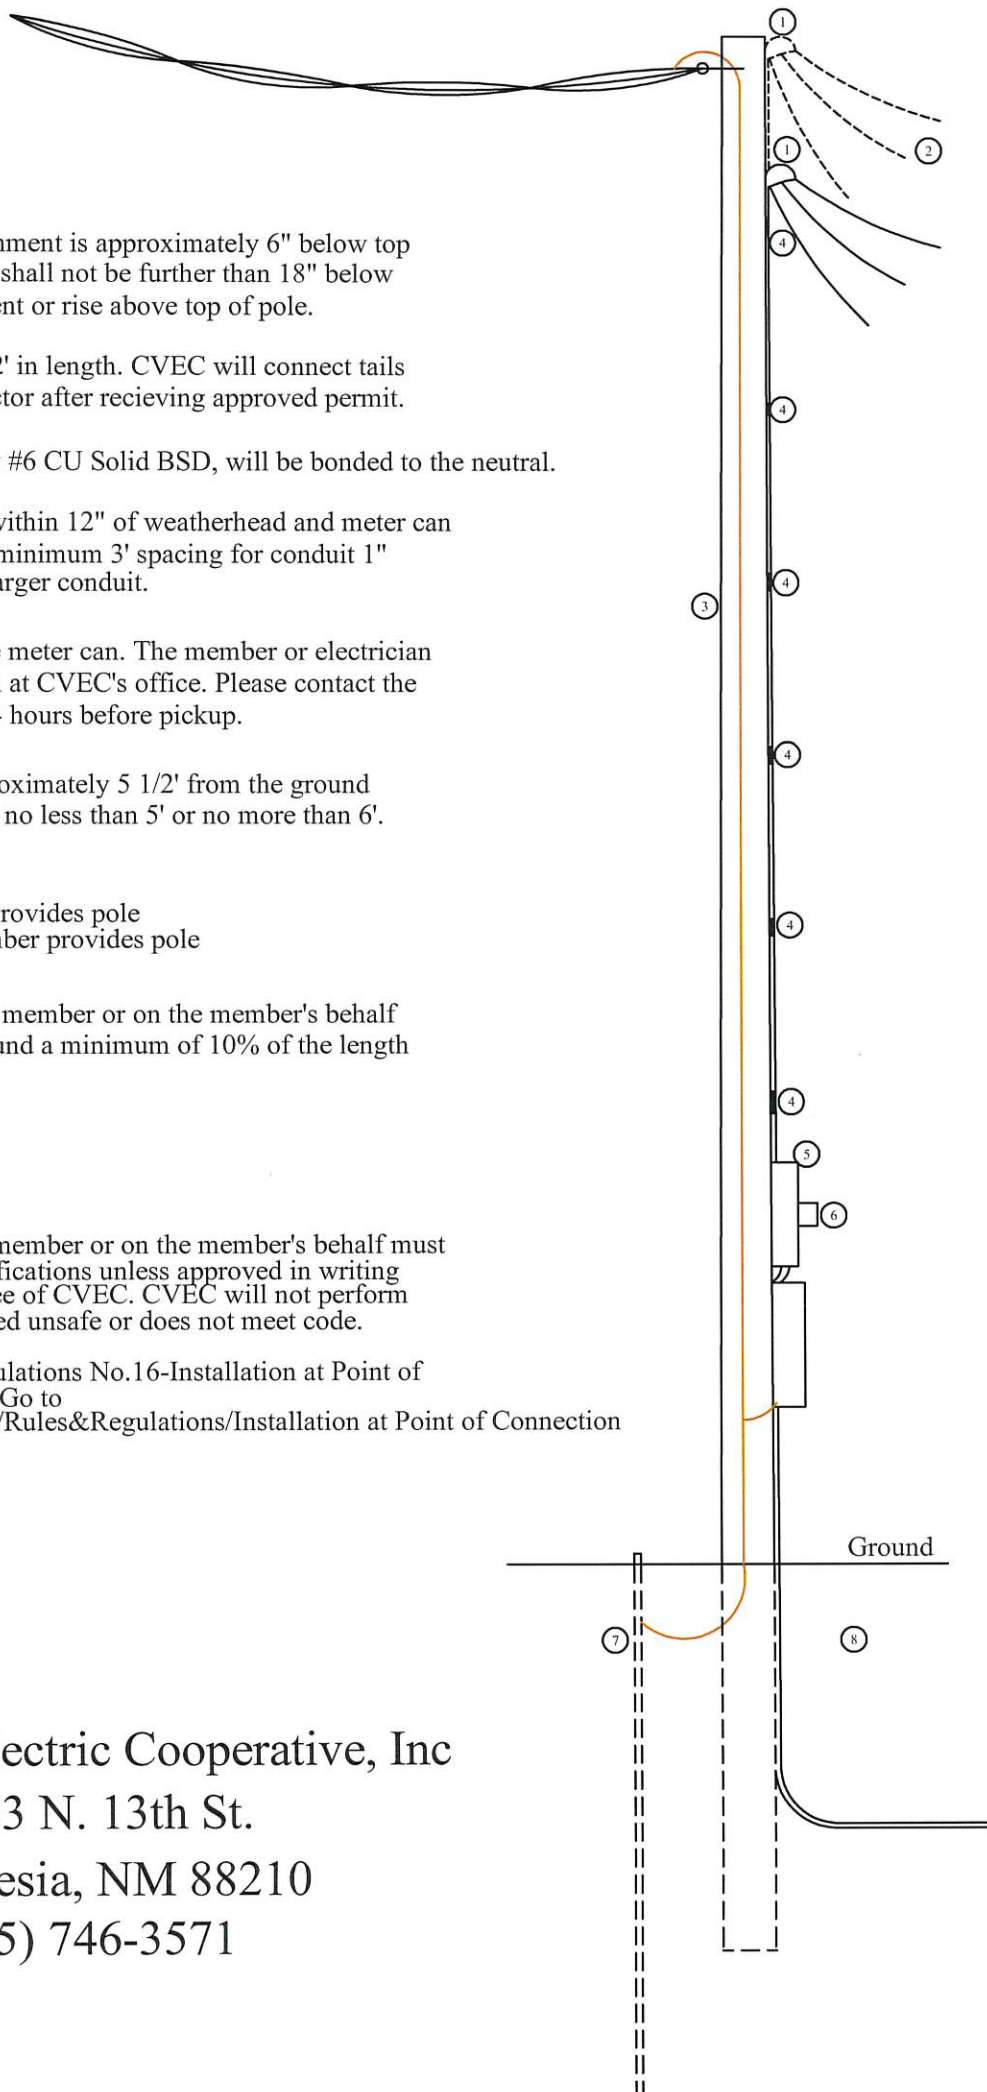 1
1
2
nment is approximately 6" below top
4
shall not be further than 18" below
nt or rise above top of pole.
2' in length. CVEC will connect tails
tor after recieving approved permit.
4
#6 CU Solid BSD, will be bonded to the neutral.
within 12" of weatherhead and meter can
minimum 3' spacing for conduit 1"
arger conduit.
4
3
meter can. The member or electrician
at CVEC's office. Please contact the
hours before pickup.
4
oximately 5 1/2' from the ground
no less than 5' or no more than 6'.
rovides pole
4
ber provides pole
member or on the member's behalf
und a minimum of 10% of the length
4
5
6
member or on the member's behalf must
fications unless approved in writing
ee of CVEC. CVEC will not perform
ed unsafe or does not meet code.
ulations No.16-Installation at Point of
Go to
/Rules&Regulations/Installation at Point of Connection
Ground
7
8
lectric Cooperative, Inc
3 N. 13th St.
esia, NM 88210
5) 746-3571